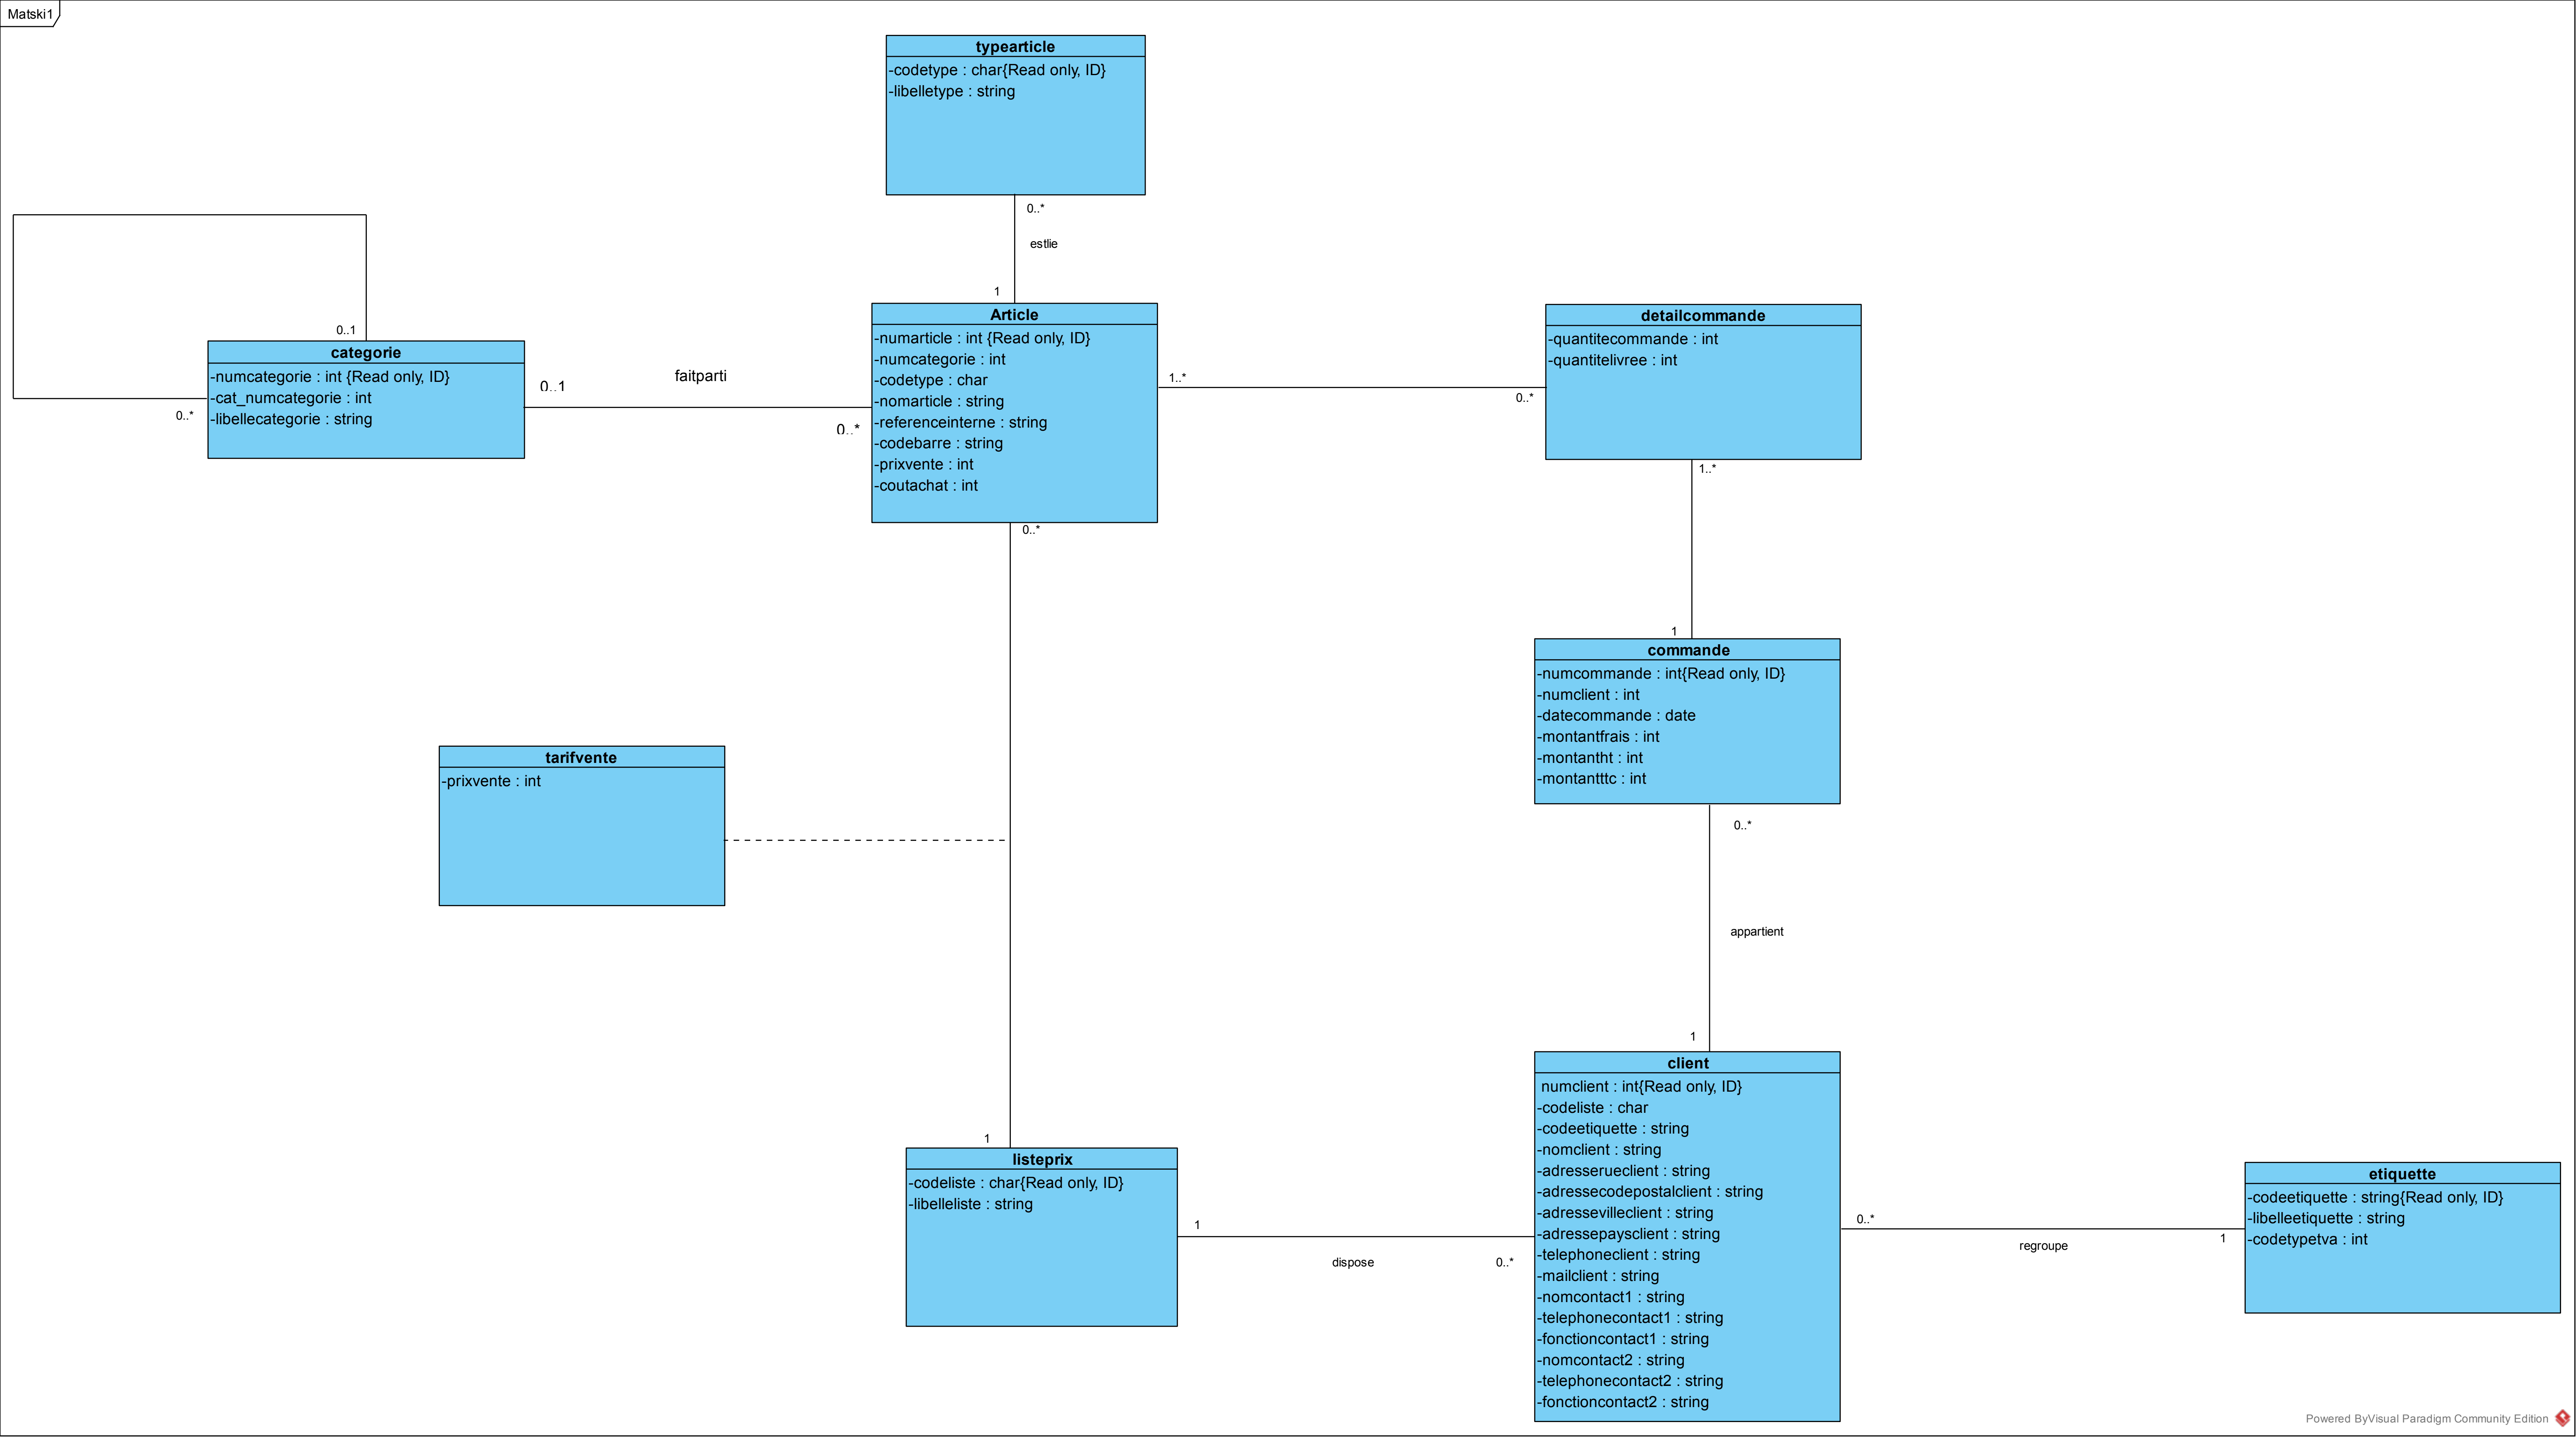 Matski1
typearticle
-codetype : char{Read only, ID}
-libelletype : string
0..*
estlie
1
0..1
categorie
-numcategorie : int {Read only, ID}
-cat_numcategorie : int
-libellecategorie : string
0..*
0..1
faitparti
0..*
Article
-numarticle : int {Read only, ID}
-numcategorie : int
-codetype : char
-nomarticle : string
-referenceinterne : string
-codebarre : string
-prixvente : int
-coutachat : int
1..*
0..*
detailcommande
-quantitecommande : int
-quantitelivree : int
1..*
0..*
1
commande
-numcommande : int{Read only, ID}
-numclient : int
-datecommande : date
-montantfrais : int
-montantht : int
-montantttc : int
tarifvente
-prixvente : int
0..*
appartient
1
client
numclient : int{Read only, ID}
-codeliste : char
-codeetiquette : string
-nomclient : string
-adresserueclient : string
-adressecodepostalclient : string
-adressevilleclient : string
-adressepaysclient : string
-telephoneclient : string
-mailclient : string
-nomcontact1 : string
-telephonecontact1 : string
-fonctioncontact1 : string
-nomcontact2 : string
-telephonecontact2 : string
-fonctioncontact2 : string
1
listeprix
-codeliste : char{Read only, ID}
-libelleliste : string
1
dispose
0..*
0..*
regroupe
1
etiquette
-codeetiquette : string{Read only, ID}
-libelleetiquette : string
-codetypetva : int
Powered ByVisual Paradigm Community Edition